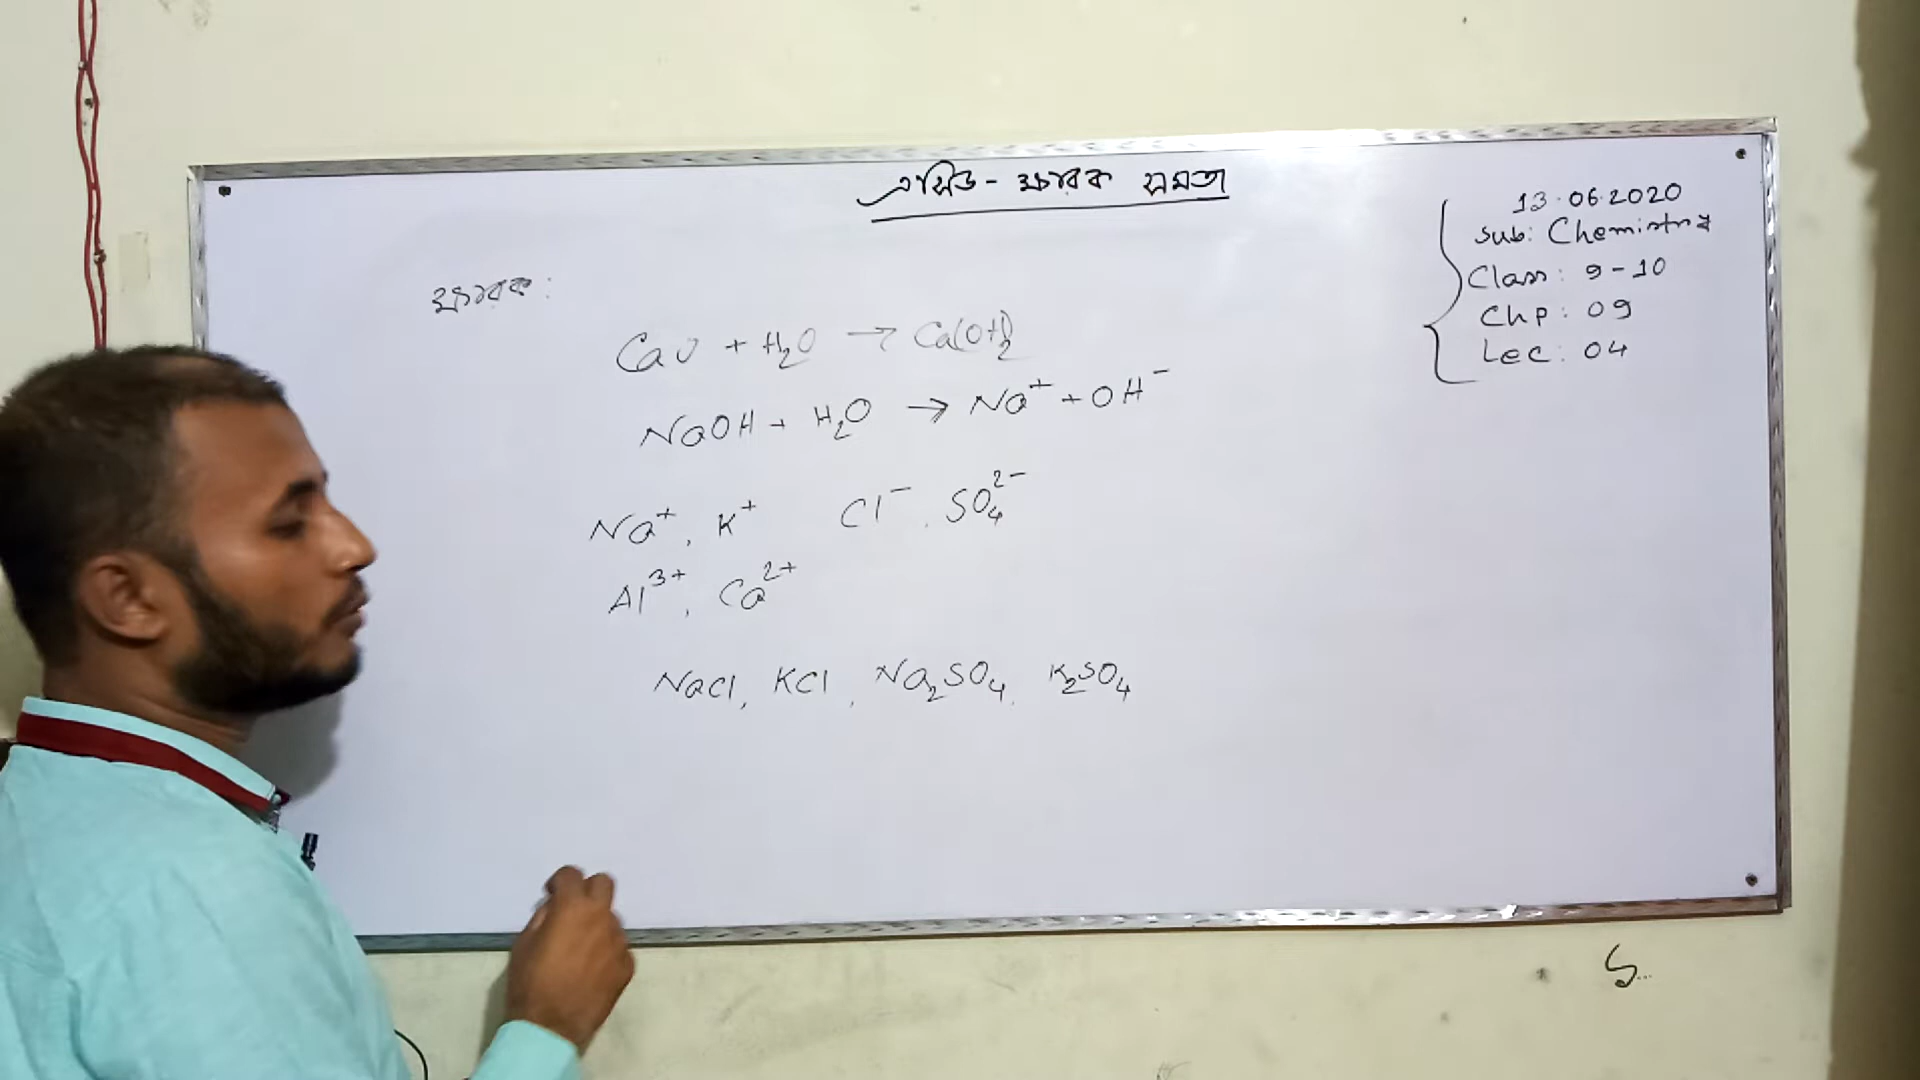 এসিড - ক্ষারক সমতা
13.06.2020
Sub: Chemistry
Class: 9-10
Chp: 09
Lec: 04
ক্ষারক:
CaO + H₂O → Ca(OH)₂
NaOH + H₂O → Na⁺ + OH⁻
Na⁺, K⁺ Cl⁻, SO₄²⁻
Al³⁺, Ca²⁺
NaCl, KCl, Na₂SO₄, K₂SO₄